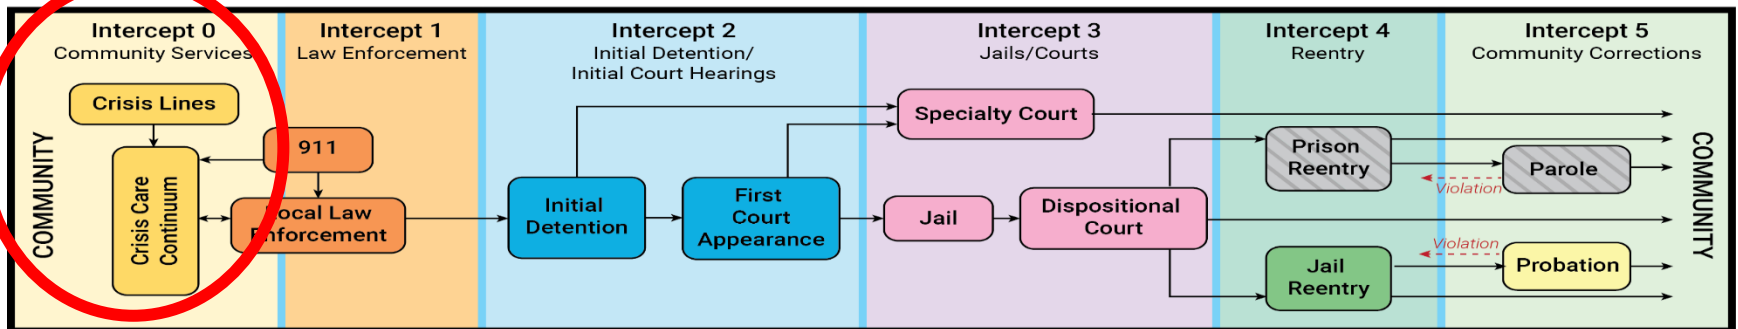 Intercept 0
Community Services
Intercept 1
Law Enforcement
Intercept 2
Initial Detention/
Initial Court Hearings
Intercept 3
Jails/Courts
Intercept 4
Reentry
Intercept 5
Community Corrections
COMMUNITY
Crisis Lines
Crisis Care
Continuum
911
Local Law
Enforcement
Initial
Detention
First
Court
Appearance
Specialty Court
Jail
Dispositional
Court
Prison
Reentry
Violation
Parole
Jail
Reentry
Violation
Probation
COMMUNITY